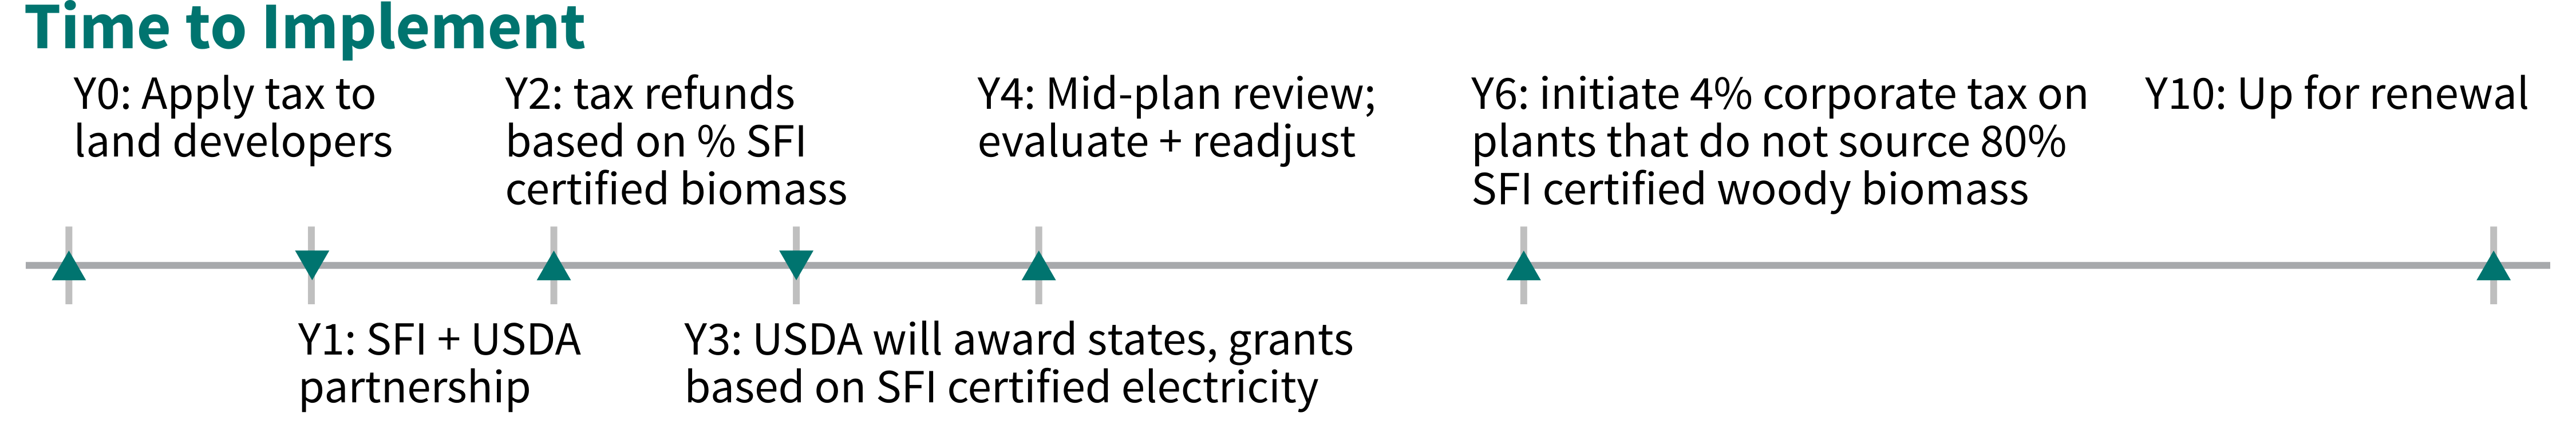 Time to Implement
Y0: Apply tax to
land developers
Y2: tax refunds
based on % SFI
certified biomass
Y4: Mid-plan review;
evaluate + readjust
Y6: initiate 4% corporate tax on
plants that do not source 80%
SFI certified woody biomass
Y10: Up for renewal
Y1: SFI + USDA
partnership
Y3: USDA will award states, grants
based on SFI certified electricity